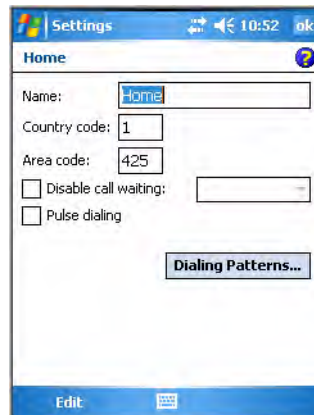 Settings 10:52 ok
Home ?
Name: Home
Country code: 1
Area code: 425
Disable call waiting:
Pulse dialing
Dialing Patterns...
Edit